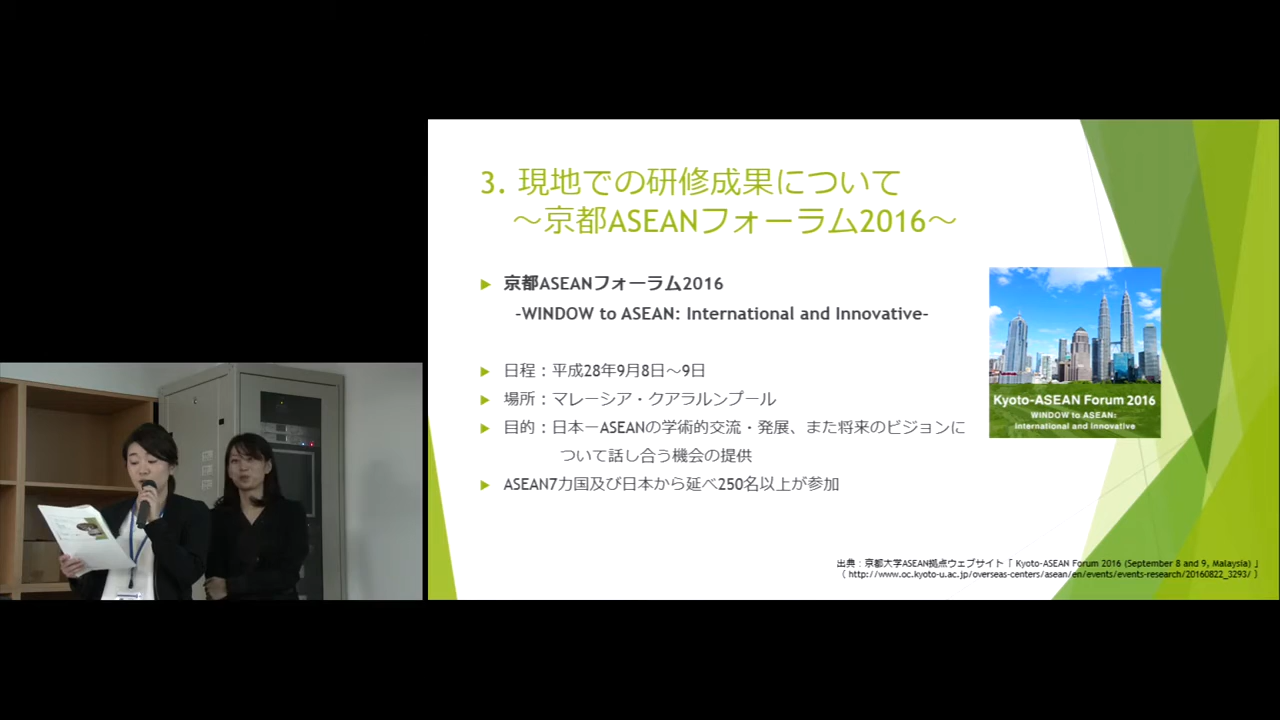 3. 現地での研修成果について
～京都ASEANフォーラム2016～
京都ASEANフォーラム2016
-WINDOW to ASEAN: International and Innovative-
日程：平成28年9月8日～9日
場所：マレーシア・クアラルンプール
目的：日本－ASEANの学術的交流・発展、また将来のビジョンに
ついて話し合う機会の提供
ASEAN7カ国及び日本から延べ250名以上が参加
Kyoto-ASEAN Forum 2016
WINDOW to ASEAN:
International and Innovative
出典：京都大学ASEAN拠点ウェブサイト「 Kyoto-ASEAN Forum 2016 (September 8 and 9, Malaysia) 」
（ http://www.oc.kyoto-u.ac.jp/overseas-centers/asean/en/events/events-research/20160822_3293/ ）